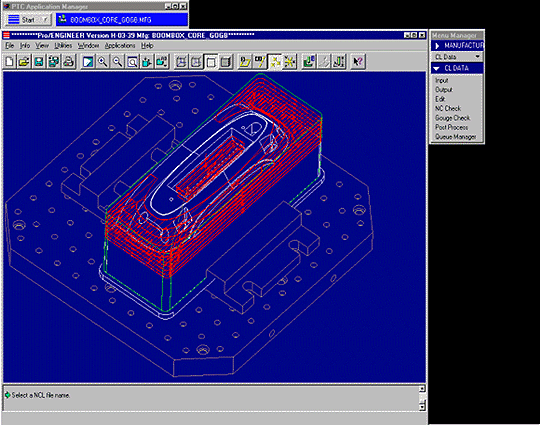 PTC Application Manager
Start
BOOMBOX_CORE_GOGB.MFG
**********Pro/ENGINEER Version H-03-39 Mfg: BOOMBOX_CORE_GOGB**********
File Info View Utilities Window Applications Help
Select a NCL file name.
Menu Manager
MANUFACTUR
CL Data
CL DATA
Input
Output
Edit
NC Check
Gouge Check
Post Process
Queue Manager